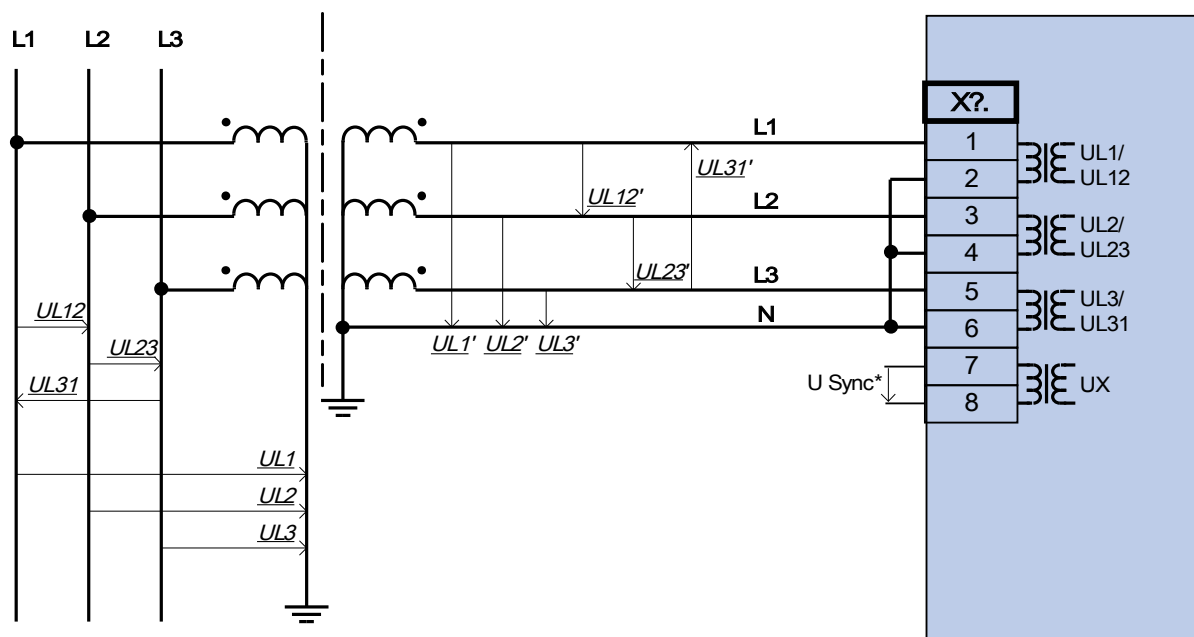 L1 L2 L3
X?.
L1
1
UL1/
UL31'
2
UL12
UL12'
L2
3
UL2/
4
UL23
UL23'
L3
5
UL3/
UL12
N
6
UL31
UL1' UL2' UL3'
UL23
7
U Sync*
UX
UL31
8
UL1
UL2
UL3